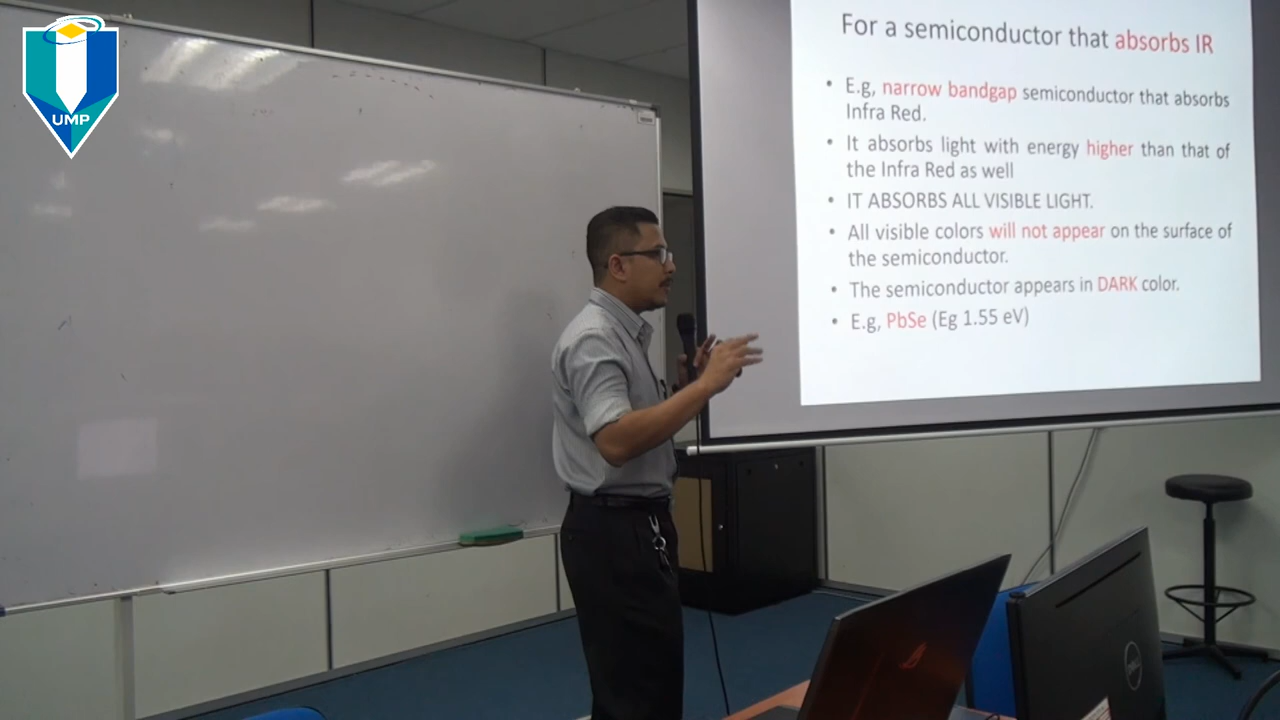 UMP
For a semiconductor that absorbs IR
• E.g, narrow bandgap semiconductor that absorbs
Infra Red.
• It absorbs light with energy higher than that of
the Infra Red as well
• IT ABSORBS ALL VISIBLE LIGHT.
• All visible colors will not appear on the surface of
the semiconductor.
• The semiconductor appears in DARK color.
• E.g, PbSe (Eg 1.55 eV)
DELL